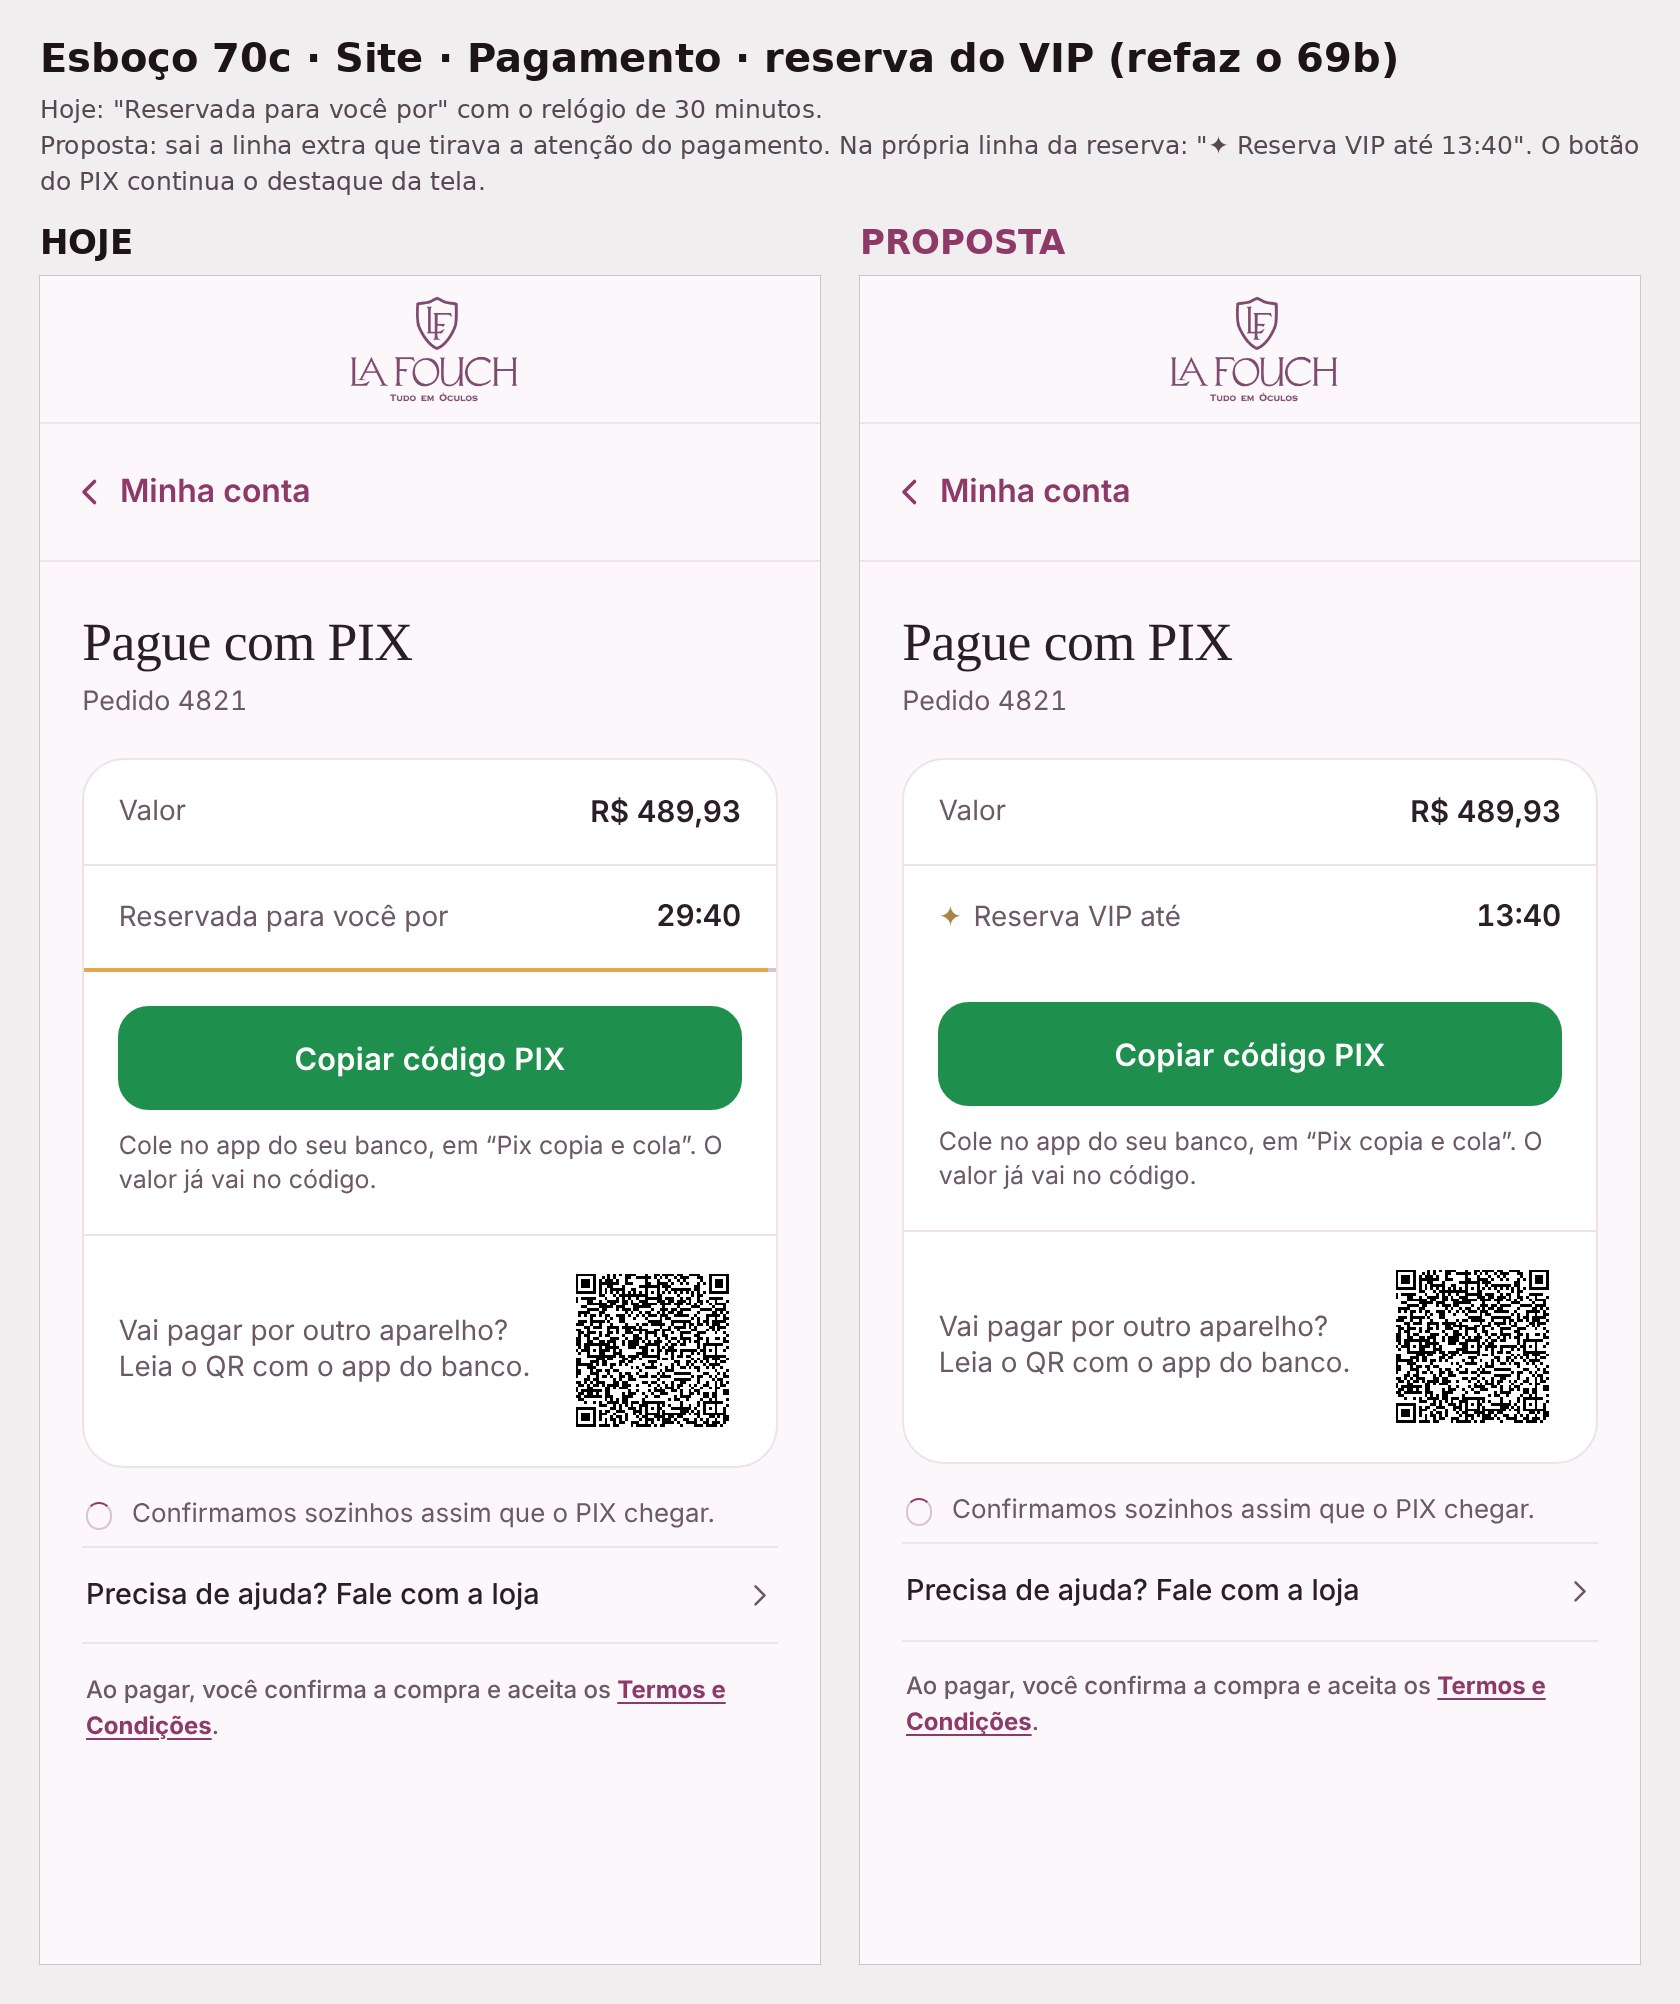 Esboço 70c · Site · Pagamento · reserva do VIP (refaz o 69b)
Hoje: "Reservada para você por" com o relógio de 30 minutos.
Proposta: sai a linha extra que tirava a atenção do pagamento. Na própria linha da reserva: "✦ Reserva VIP até 13:40". O botão
do PIX continua o destaque da tela.
HOJE
LF
LA FOUCH
Tudo em Óculos
Minha conta
Pague com PIX
Pedido 4821
Valor R$ 489,93
Reservada para você por 29:40
Copiar código PIX
Cole no app do seu banco, em “Pix copia e cola”. O
valor já vai no código.
Vai pagar por outro aparelho?
Leia o QR com o app do banco.
Confirmamos sozinhos assim que o PIX chegar.
Precisa de ajuda? Fale com a loja
Ao pagar, você confirma a compra e aceita os Termos e
Condições.
PROPOSTA
LF
LA FOUCH
Tudo em Óculos
Minha conta
Pague com PIX
Pedido 4821
Valor R$ 489,93
✦ Reserva VIP até 13:40
Copiar código PIX
Cole no app do seu banco, em “Pix copia e cola”. O
valor já vai no código.
Vai pagar por outro aparelho?
Leia o QR com o app do banco.
Confirmamos sozinhos assim que o PIX chegar.
Precisa de ajuda? Fale com a loja
Ao pagar, você confirma a compra e aceita os Termos e
Condições.